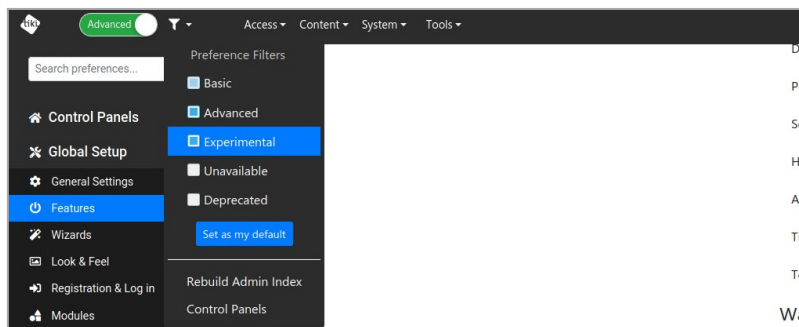 tiki Advanced Access Content System Tools
Search preferences...
Control Panels
Global Setup
General Settings
Features
Wizards
Look & Feel
Registration & Log in
Modules
Preference Filters
Basic
Advanced
Experimental
Unavailable
Deprecated
Set as my default
Rebuild Admin Index
Control Panels